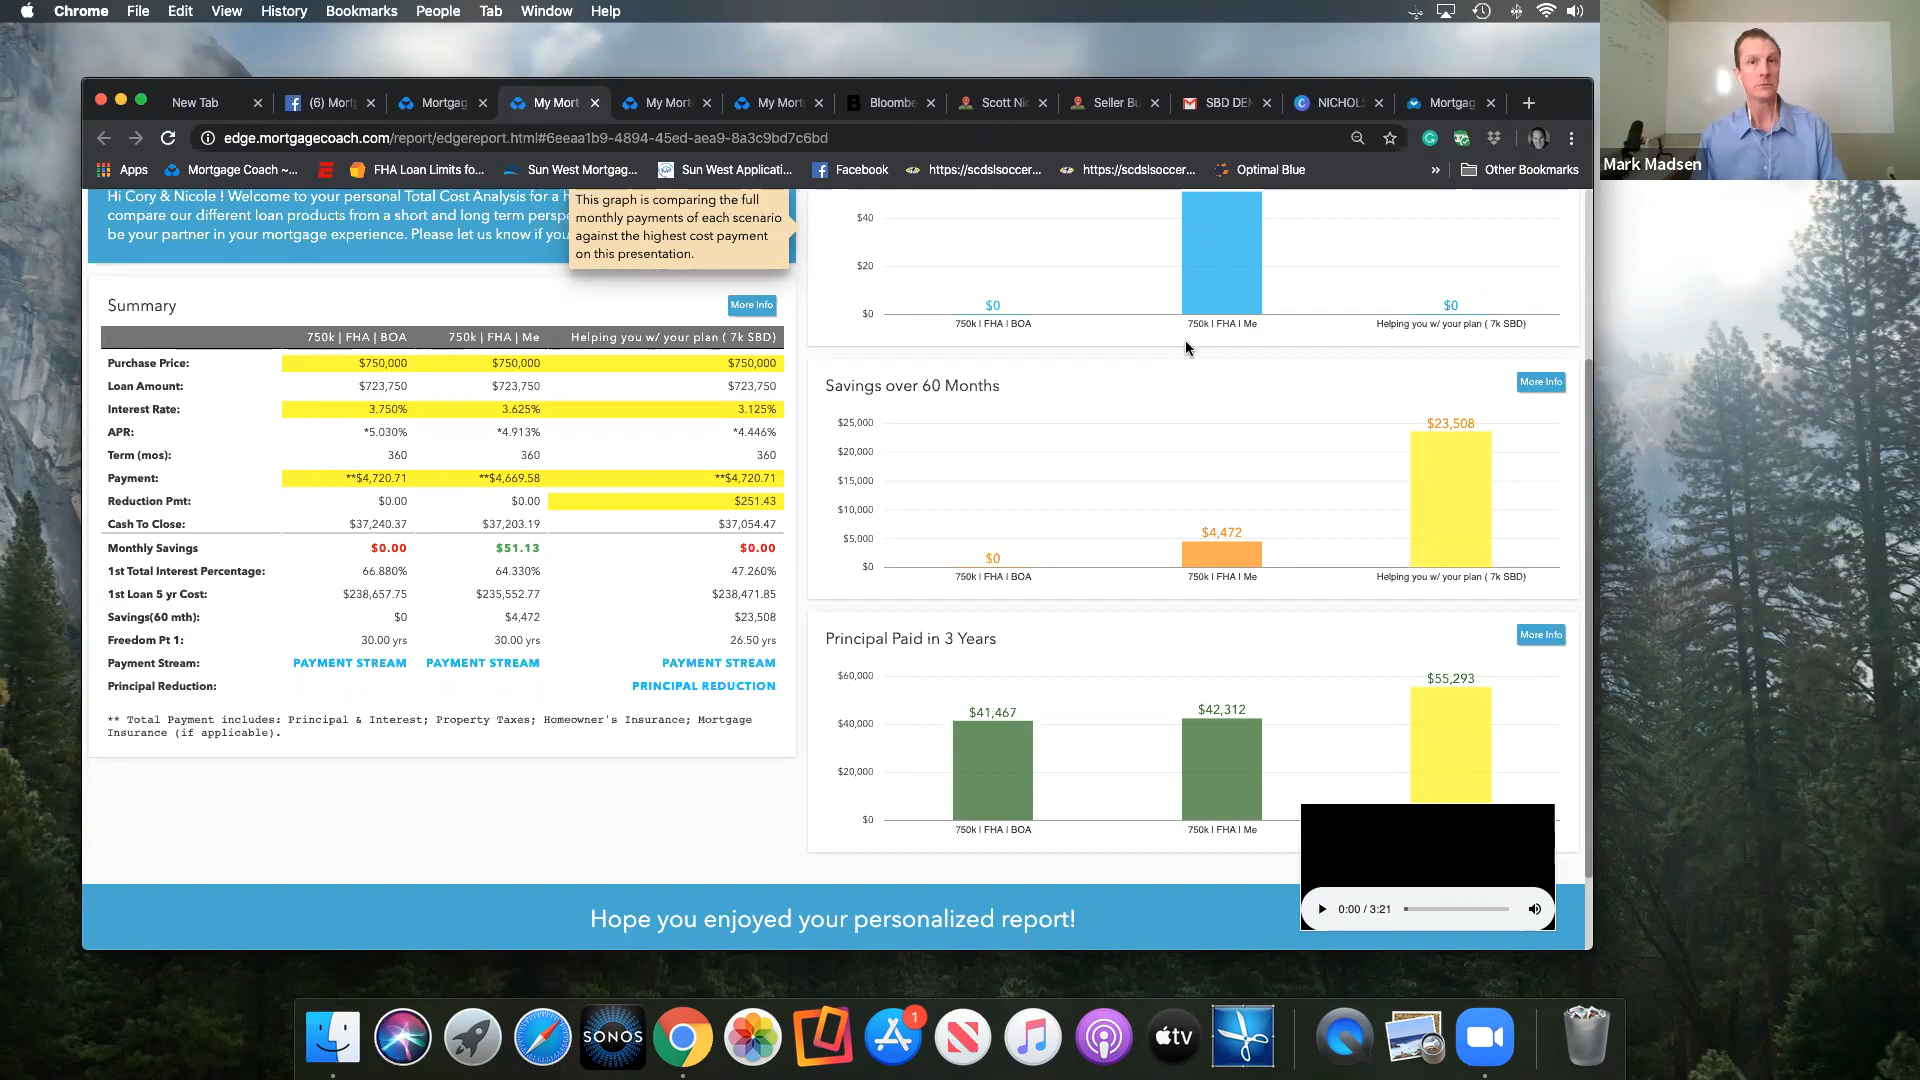 Chrome File Edit View History Bookmarks People Tab Window Help
New Tab
(6) Mort
Mortgag
My Mort
My Mort
My Mort
Bloombe
Scott Nic
Seller Bu
SBD DEM
NICHOLS
Mortgag
edge.mortgagecoach.com/report/edgereport.html#6eeaa1b9-4894-45ed-aea9-8a3c9bd7c6bd
Apps
Mortgage Coach ~...
FHA Loan Limits fo...
Sun West Mortgag...
Sun West Applicati...
Facebook
https://scdslsoccer...
https://scdslsoccer...
Optimal Blue
»
Other Bookmarks
Mark Madsen
Hi Cory & Nicole ! Welcome to your personal Total Cost Analysis for a h
compare our different loan products from a short and long term perspe
be your partner in your mortgage experience. Please let us know if you
This graph is comparing the full
monthly payments of each scenario
against the highest cost payment
on this presentation.
Summary
More Info
750k | FHA | BOA 750k | FHA | Me Helping you w/ your plan ( 7k SBD)
Purchase Price: $750,000 $750,000 $750,000
Loan Amount: $723,750 $723,750 $723,750
Interest Rate: 3.750% 3.625% 3.125%
APR: *5.030% *4.913% *4.446%
Term (mos): 360 360 360
Payment: **$4,720.71 **$4,669.58 **$4,720.71
Reduction Pmt: $0.00 $0.00 $251.43
Cash To Close: $37,240.37 $37,203.19 $37,054.47
Monthly Savings $0.00 $51.13 $0.00
1st Total Interest Percentage: 66.880% 64.330% 47.260%
1st Loan 5 yr Cost: $238,657.75 $235,552.77 $238,471.85
Savings(60 mth): $0 $4,472 $23,508
Freedom Pt 1: 30.00 yrs 30.00 yrs 26.50 yrs
Payment Stream: PAYMENT STREAM PAYMENT STREAM PAYMENT STREAM
Principal Reduction: PRINCIPAL REDUCTION
** Total Payment includes: Principal & Interest; Property Taxes; Homeowner's Insurance; Mortgage
Insurance (if applicable).
$40
$20
$0
$0
$0
750k | FHA | BOA
750k | FHA | Me
Helping you w/ your plan ( 7k SBD)
Savings over 60 Months
More Info
$25,000
$20,000
$15,000
$10,000
$5,000
$0
$0
$4,472
$23,508
750k | FHA | BOA
750k | FHA | Me
Helping you w/ your plan ( 7k SBD)
Principal Paid in 3 Years
More Info
$60,000
$40,000
$20,000
$0
$41,467
$42,312
$55,293
750k | FHA | BOA
750k | FHA | Me
0:00 / 3:21
Hope you enjoyed your personalized report!
SONOS
1
tv